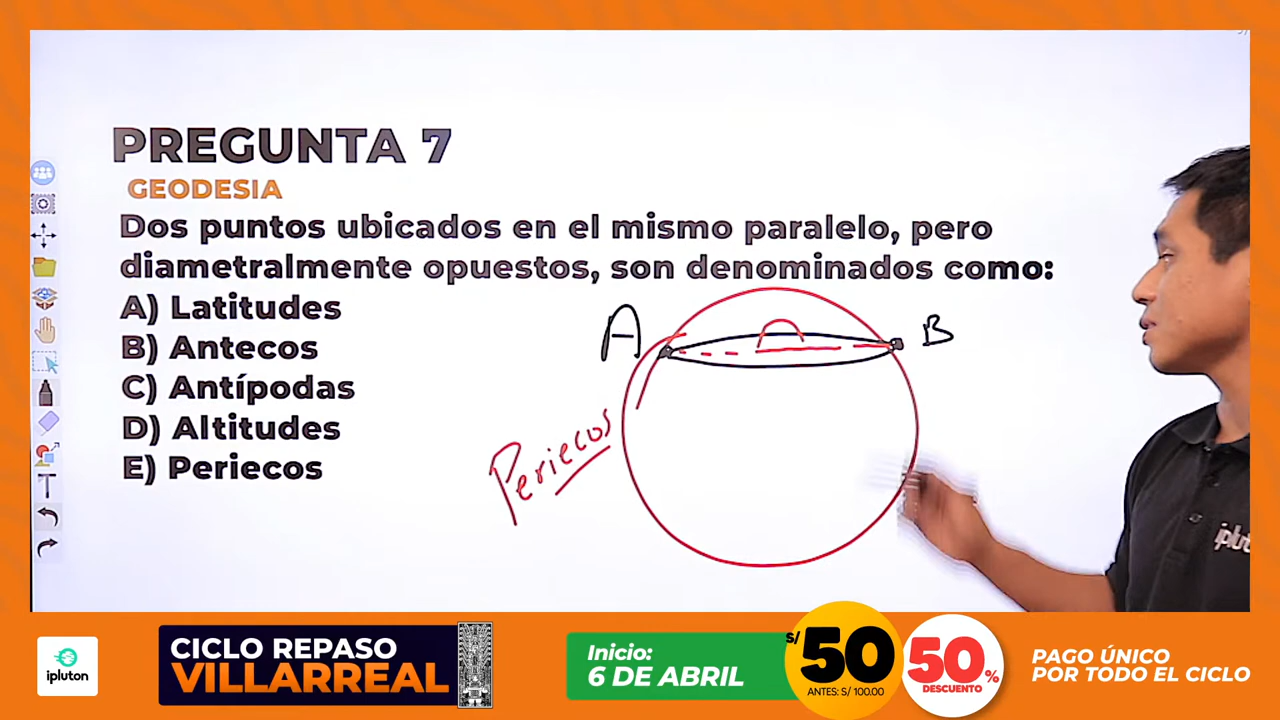 PREGUNTA 7
GEODESIA
Dos puntos ubicados en el mismo paralelo, pero
diametralmente opuestos, son denominados como:
A) Latitudes
B) Antecos
C) Antípodas
D) Altitudes
E) Periecos
A
B
Periecos
iplu
ipluton
CICLO REPASO
VILLARREAL
Inicio:
6 DE ABRIL
S/ 50
ANTES: S/ 100.00
50%
DESCUENTO
PAGO ÚNICO
POR TODO EL CICLO